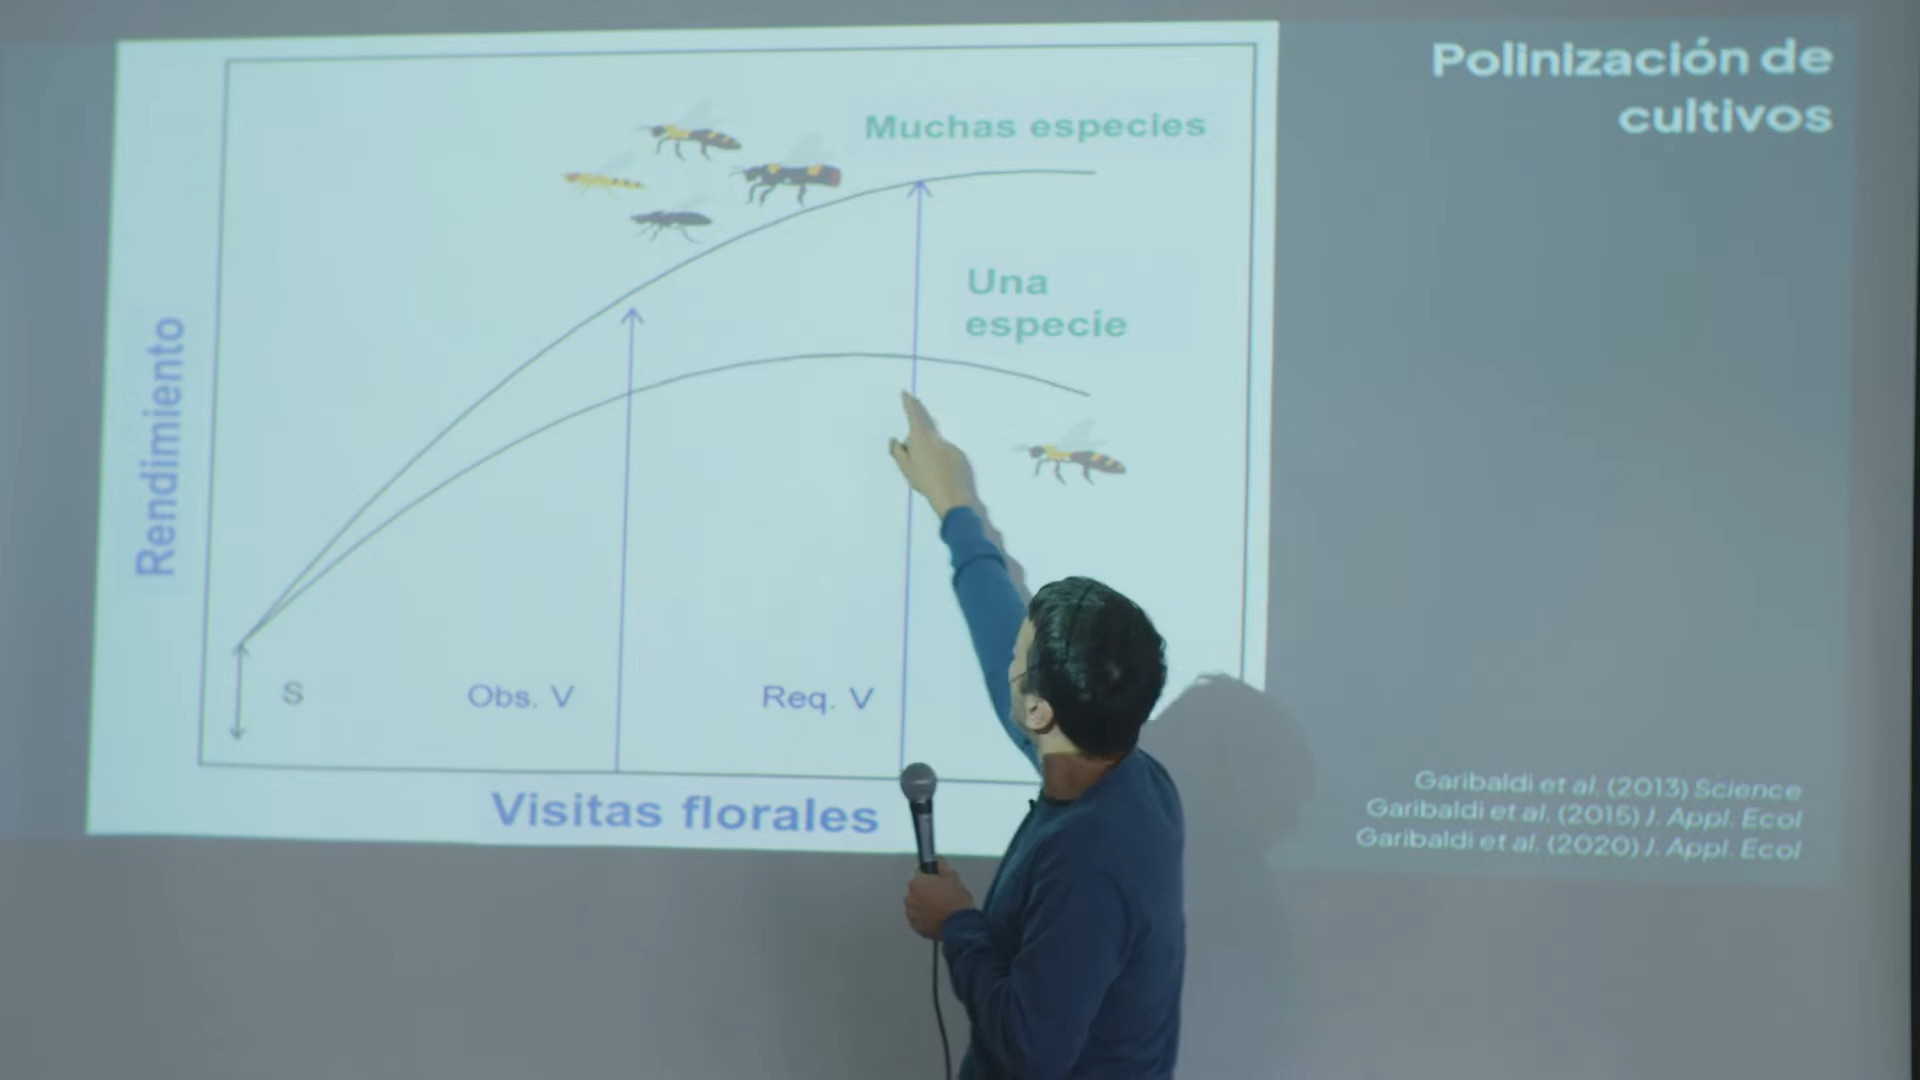 Polinización de
cultivos
Muchas especies
Una
especie
Rendimiento
S
Obs. V
Req. V
Visitas florales
Garibaldi et al. (2013) Science
Garibaldi et al. (2015) J. Appl. Ecol
Garibaldi et al. (2020) J. Appl. Ecol